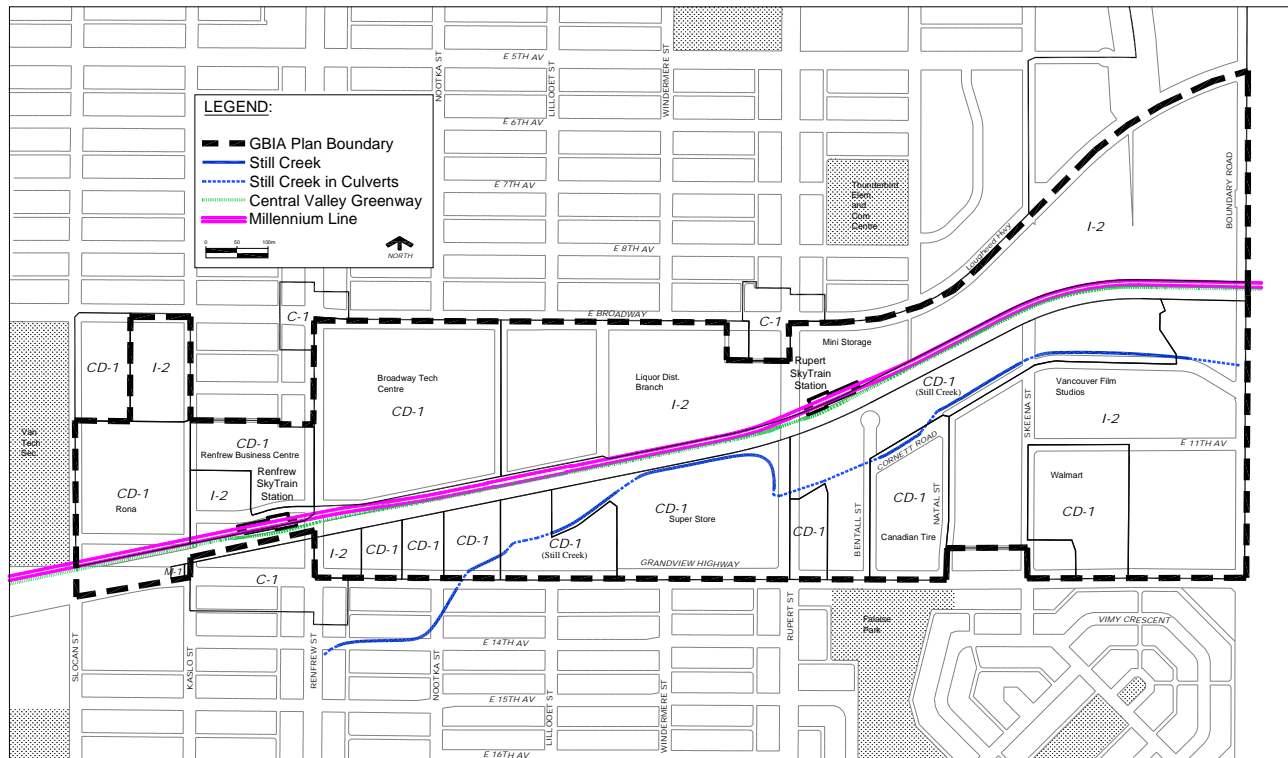 E 5TH AV
NOOTKA ST
LILLOOET ST
WINDERMERE ST
LEGEND:
GBIA Plan Boundary
Still Creek
Still Creek in Culverts
Central Valley Greenway
Millennium Line
0 50 100m
NORTH
E 6TH AV
E 7TH AV
E 8TH AV
Thunderbird
Elem
and
Com
Centre
Lougheed Hwy
I-2
BOUNDARY ROAD
C-1
E BROADWAY
C-1
CD-1
I-2
Mini Storage
Rupert
SkyTrain
Station
Broadway Tech
Centre
CD-1
Liquor Dist.
Branch
I-2
CD-1
(Still Creek)
Vancouver Film
Studios
I-2
SKEENA ST
E 11TH AV
Van
Tech
Sec.
CD-1
Renfrew Business Centre
Renfrew
SkyTrain
Station
I-2
CD-1
Rona
CORNETT ROAD
Walmart
CD-1
CD-1
Super Store
CD-1
Canadian Tire
NATAL ST
BENTALL ST
CD-1
I-2
CD-1
CD-1
CD-1
CD-1
(Still Creek)
GRANDVIEW HIGHWAY
M-1
C-1
SLOCAN ST
KASLO ST
RENFREW ST
NOOTKA ST
LILLOOET ST
WINDERMERE ST
RUPERT ST
E 14TH AV
E 15TH AV
E 16TH AV
Park
VIMY CRESCENT